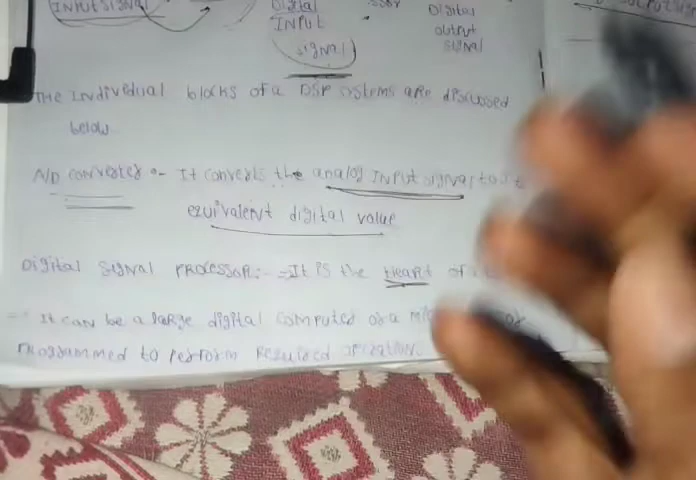 INPUT SIGNAL
Digital
INPUT
signal
Digital
output
signal
The Individual blocks of a DSP systems are discussed
below
A/D converter :- It converts the analog INPUT signal to
equivalent digital value
Digital SIGNAL PROCESSOR :- It is the Heart of
It can be a large digital computer or a
Programmed to perform Required operation.